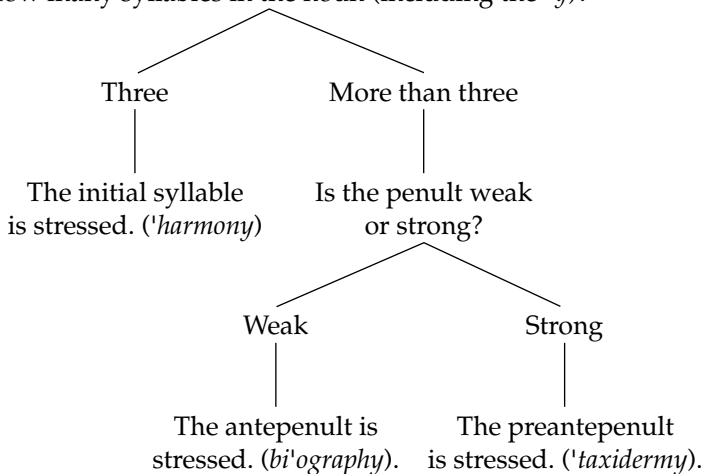 many syllables in the noun (including the -y)?
Three
More than three
The initial syllable
is stressed. ('harmony)
Is the penult weak
or strong?
Weak
Strong
The antepenult is
stressed. (bi'ography).
The preantepenult
is stressed. ('taxidermy).